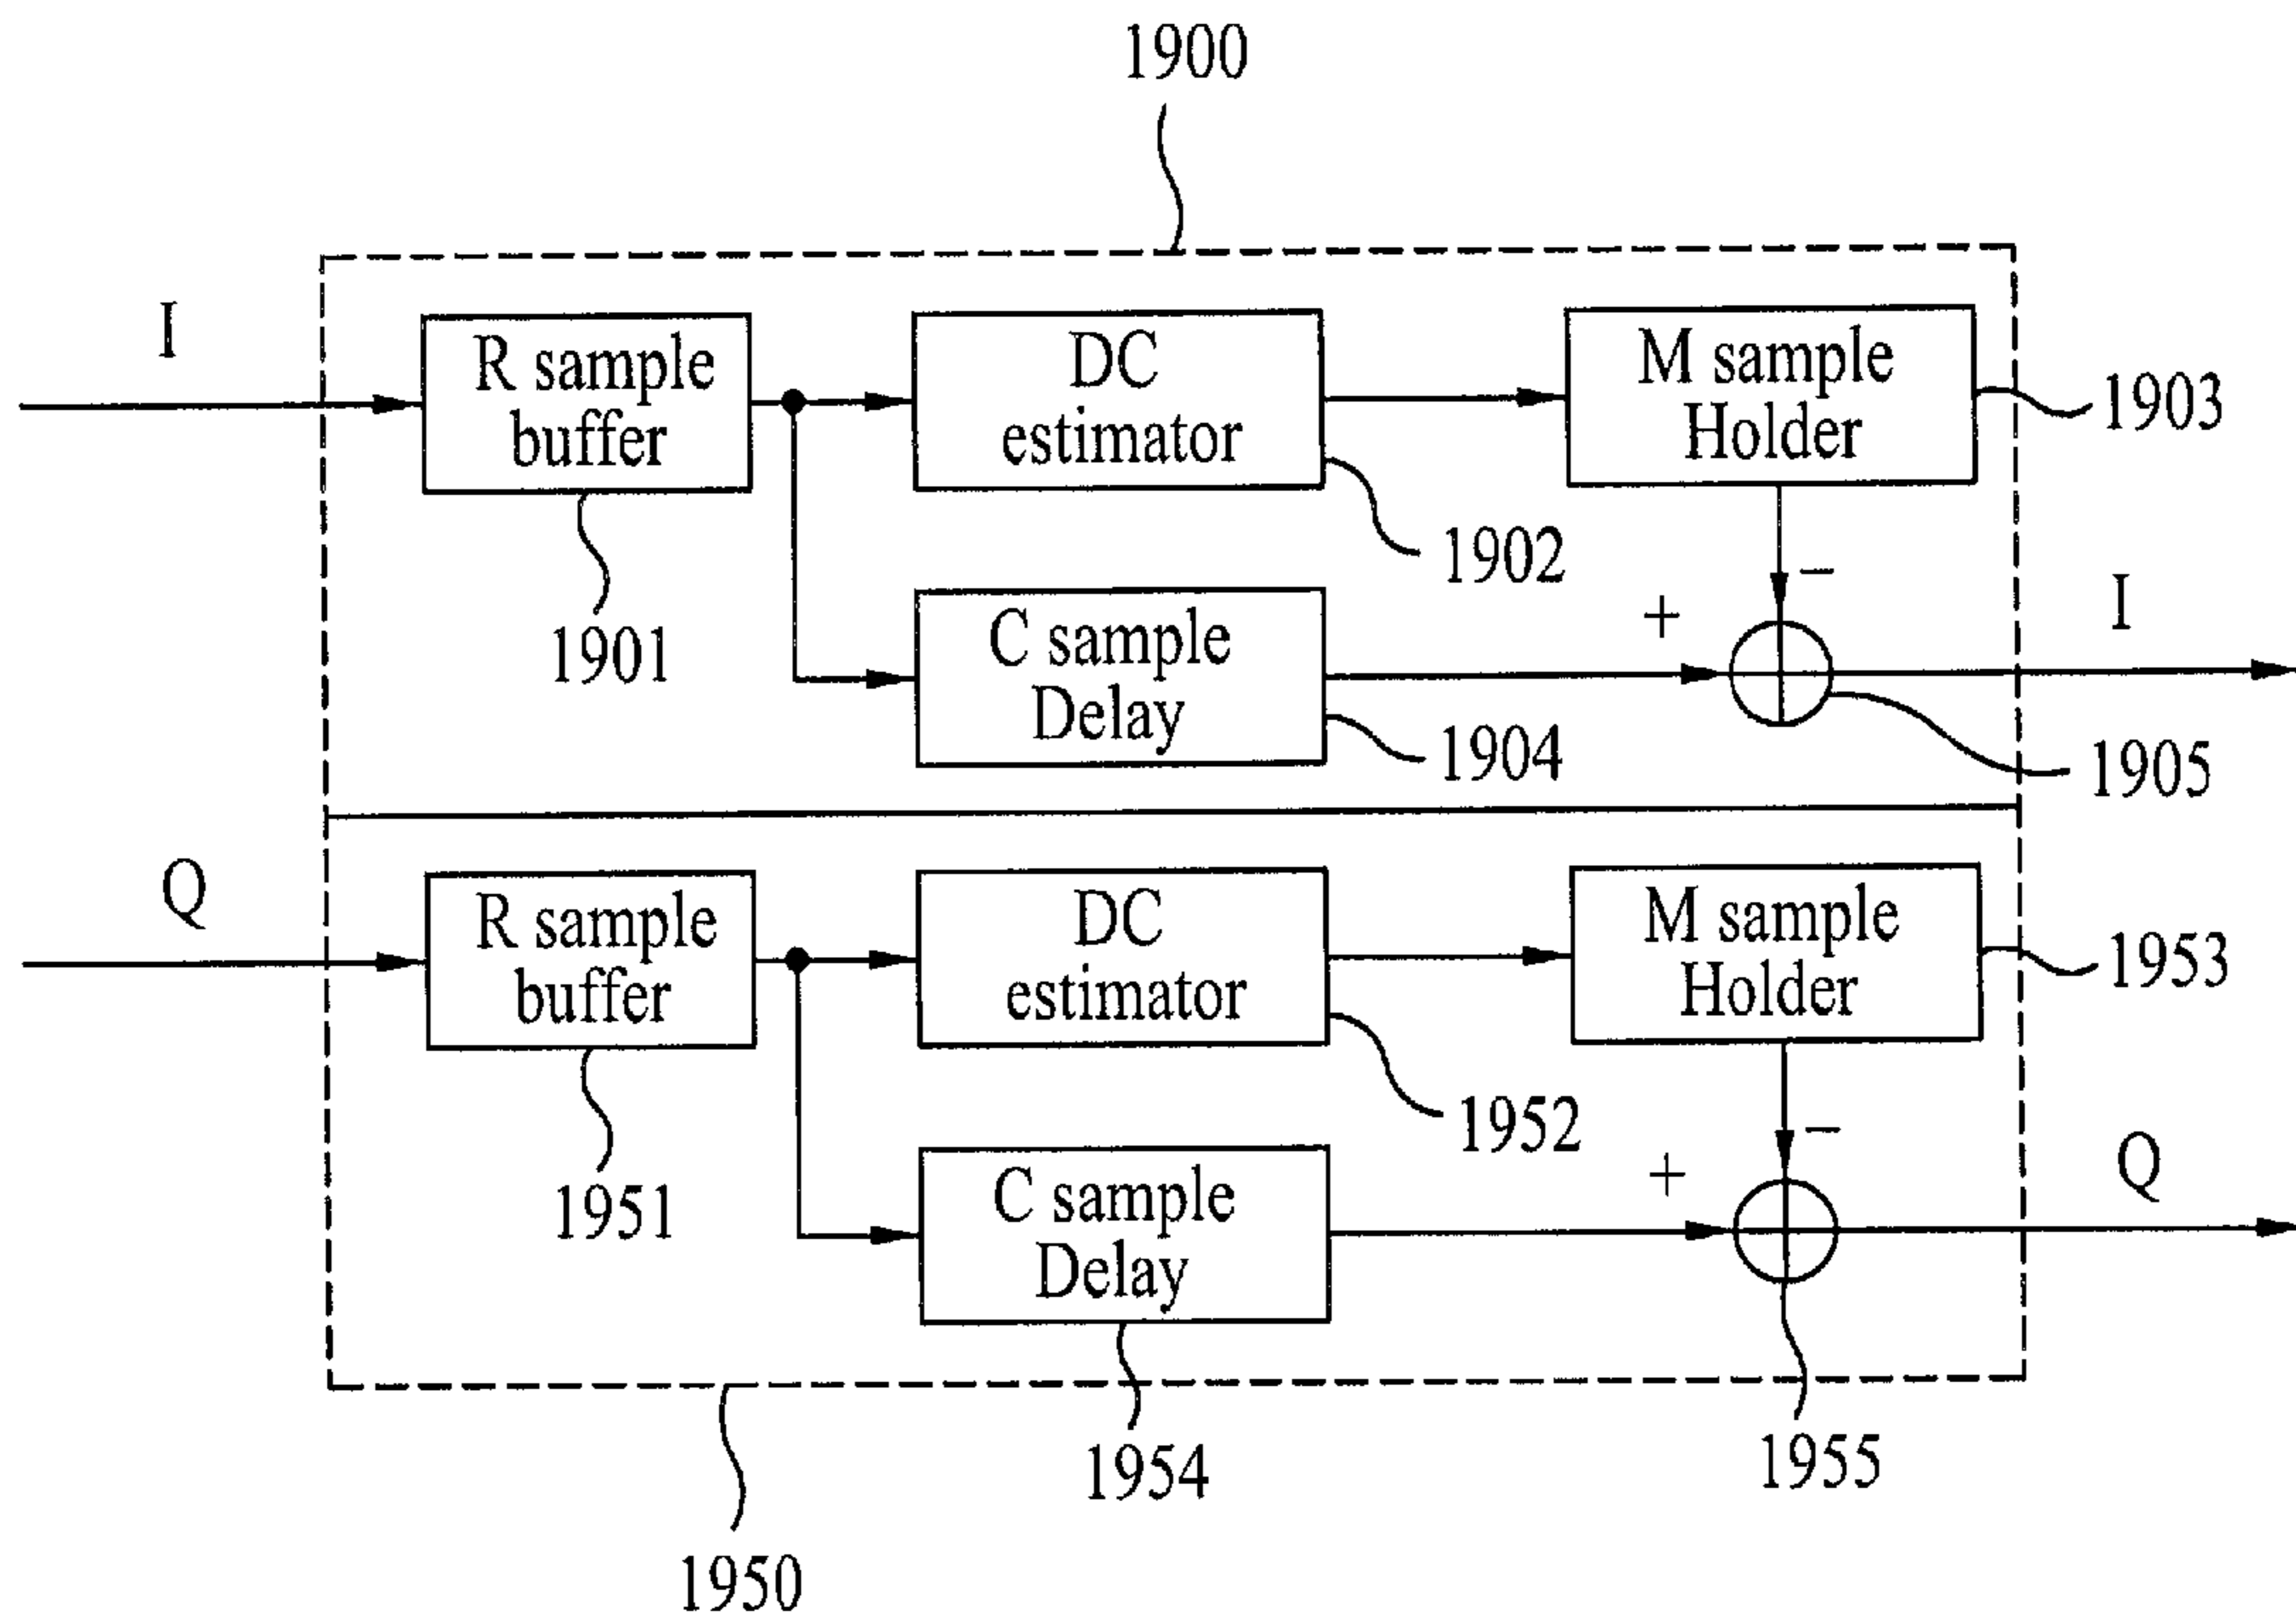 1900
I
R sample
buffer
DC
estimator
M sample
Holder
1903
1902
1901
C sample
Delay
+
−
I
1904
1905
Q
R sample
buffer
DC
estimator
M sample
Holder
1953
1952
1951
C sample
Delay
+
−
Q
1954
1955
1950